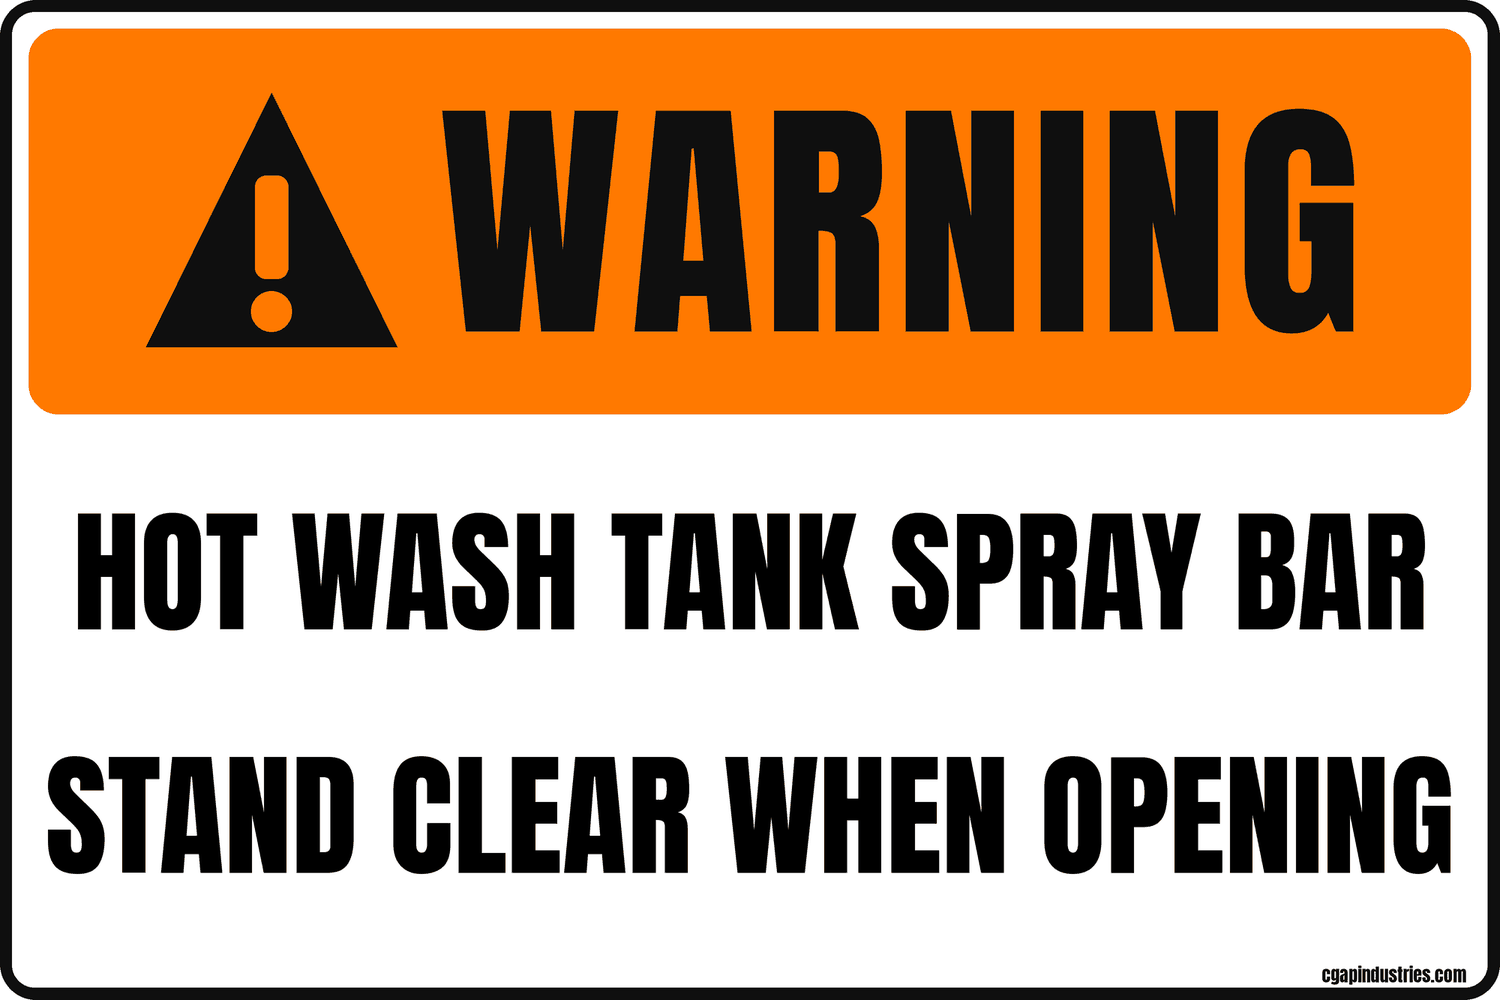 WARNING
HOT WASH TANK SPRAY BAR
STAND CLEAR WHEN OPENING
cgapindustries.com